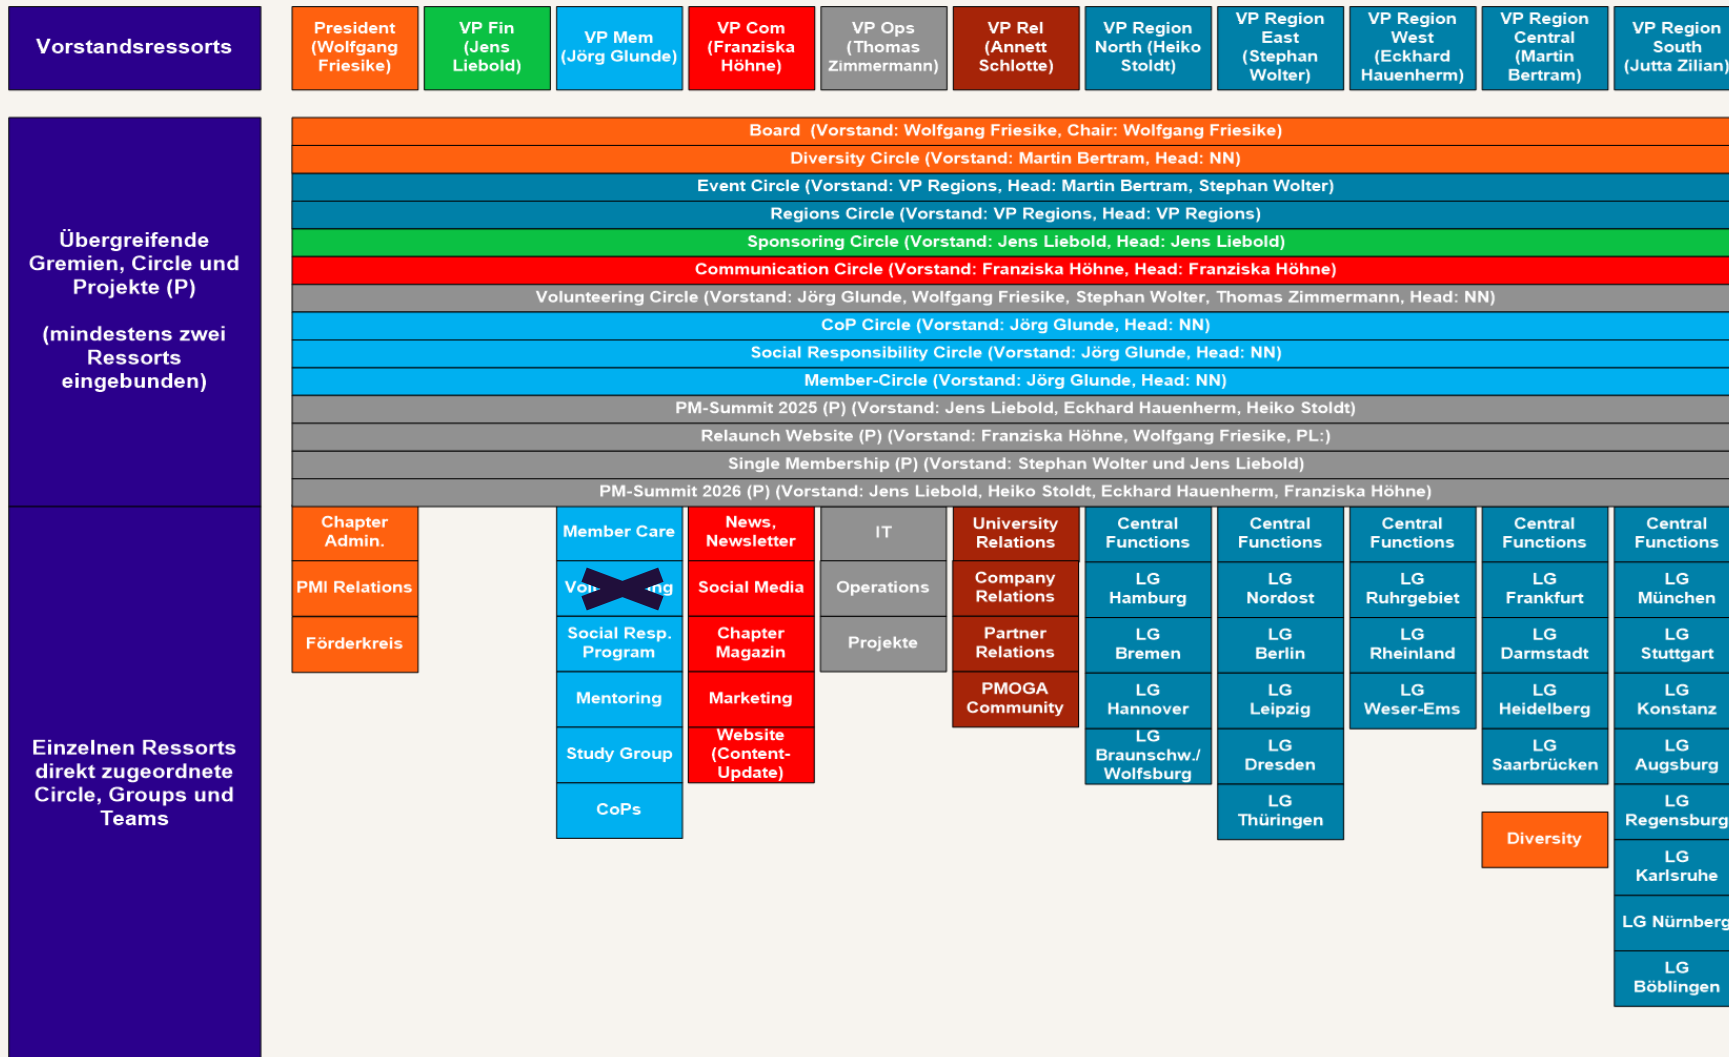 Vorstandsressorts
President
(Wolfgang
Friesike)
VP Fin
(Jens
Liebold)
VP Mem
(Jörg Glunde)
VP Com
(Franziska
Höhne)
VP Ops
(Thomas
Zimmermann)
VP Rel
(Annett
Schlotte)
VP Region
North (Heiko
Stoldt)
VP Region
East
(Stephan
Wolter)
VP Region
West
(Eckhard
Hauenherm)
VP Region
Central
(Martin
Bertram)
VP Region
South
(Jutta Zilian)
Übergreifende
Gremien, Circle und
Projekte (P)
(mindestens zwei
Ressorts
eingebunden)
Board (Vorstand: Wolfgang Friesike, Chair: Wolfgang Friesike)
Diversity Circle (Vorstand: Martin Bertram, Head: NN)
Event Circle (Vorstand: VP Regions, Head: Martin Bertram, Stephan Wolter)
Regions Circle (Vorstand: VP Regions, Head: VP Regions)
Sponsoring Circle (Vorstand: Jens Liebold, Head: Jens Liebold)
Communication Circle (Vorstand: Franziska Höhne, Head: Franziska Höhne)
Volunteering Circle (Vorstand: Jörg Glunde, Wolfgang Friesike, Stephan Wolter, Thomas Zimmermann, Head: NN)
CoP Circle (Vorstand: Jörg Glunde, Head: NN)
Social Responsibility Circle (Vorstand: Jörg Glunde, Head: NN)
Member-Circle (Vorstand: Jörg Glunde, Head: NN)
PM-Summit 2025 (P) (Vorstand: Jens Liebold, Eckhard Hauenherm, Heiko Stoldt)
Relaunch Website (P) (Vorstand: Franziska Höhne, Wolfgang Friesike, PL:)
Single Membership (P) (Vorstand: Stephan Wolter und Jens Liebold)
PM-Summit 2026 (P) (Vorstand: Jens Liebold, Heiko Stoldt, Eckhard Hauenherm, Franziska Höhne)
Einzelnen Ressorts
direkt zugeordnete
Circle, Groups und
Teams
Chapter
Admin.
PMI Relations
Förderkreis
Member Care
Social Resp.
Program
Mentoring
Study Group
CoPs
News,
Newsletter
Social Media
Chapter
Magazin
Marketing
Website
(Content-
Update)
IT
Operations
Projekte
University
Relations
Company
Relations
Partner
Relations
PMOGA
Community
Central
Functions
LG
Hamburg
LG
Bremen
LG
Hannover
LG
Braunschw./
Wolfsburg
Central
Functions
LG
Nordost
LG
Berlin
LG
Leipzig
LG
Dresden
LG
Thüringen
Central
Functions
LG
Ruhrgebiet
LG
Rheinland
LG
Weser-Ems
Central
Functions
LG
Frankfurt
LG
Darmstadt
LG
Heidelberg
LG
Saarbrücken
Diversity
Central
Functions
LG
München
LG
Stuttgart
LG
Konstanz
LG
Augsburg
LG
Regensburg
LG
Karlsruhe
LG Nürnberg
LG
Böblingen